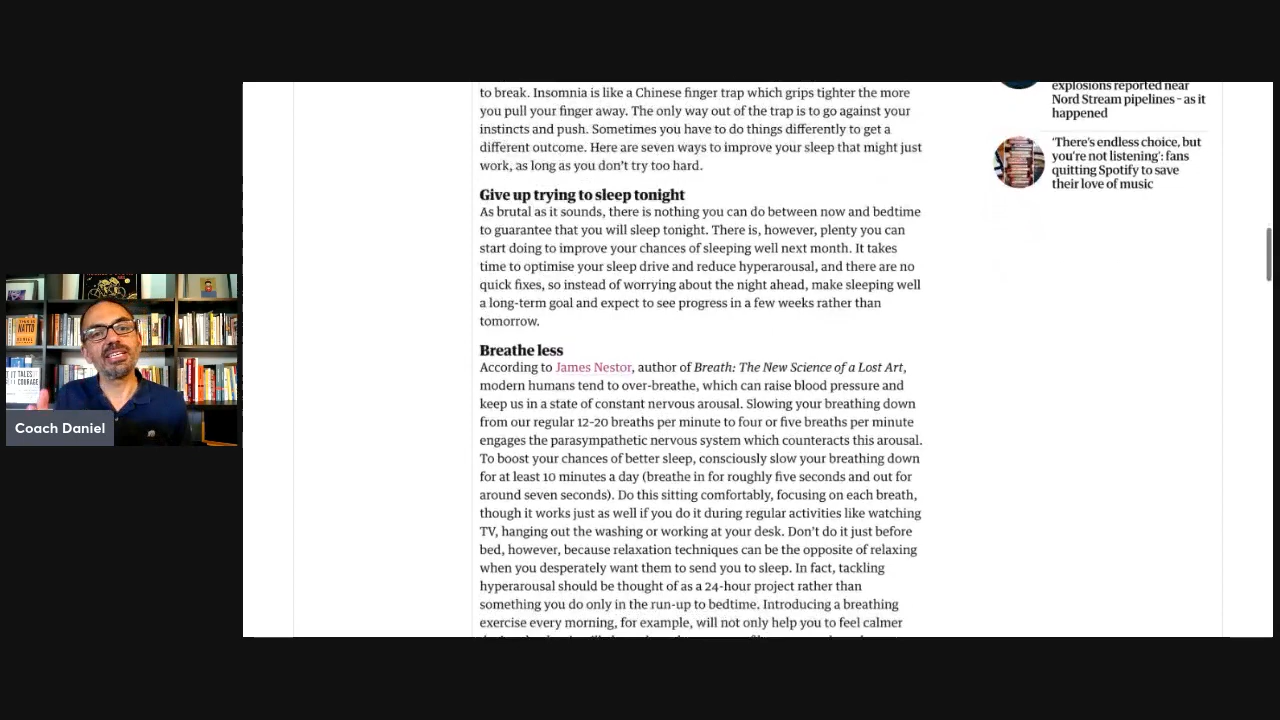 to break. Insomnia is like a Chinese finger trap which grips tighter the more
you pull your finger away. The only way out of the trap is to go against your
instincts and push. Sometimes you have to do things differently to get a
different outcome. Here are seven ways to improve your sleep that might just
work, as long as you don’t try too hard.
Give up trying to sleep tonight
As brutal as it sounds, there is nothing you can do between now and bedtime
to guarantee that you will sleep tonight. There is, however, plenty you can
start doing to improve your chances of sleeping well next month. It takes
time to optimise your sleep drive and reduce hyperarousal, and there are no
quick fixes, so instead of worrying about the night ahead, make sleeping well
a long-term goal and expect to see progress in a few weeks rather than
tomorrow.
Breathe less
According to James Nestor, author of Breath: The New Science of a Lost Art,
modern humans tend to over-breathe, which can raise blood pressure and
keep us in a state of constant nervous arousal. Slowing your breathing down
from our regular 12-20 breaths per minute to four or five breaths per minute
engages the parasympathetic nervous system which counteracts this arousal.
To boost your chances of better sleep, consciously slow your breathing down
for at least 10 minutes a day (breathe in for roughly five seconds and out for
around seven seconds). Do this sitting comfortably, focusing on each breath,
though it works just as well if you do it during regular activities like watching
TV, hanging out the washing or working at your desk. Don’t do it just before
bed, however, because relaxation techniques can be the opposite of relaxing
when you desperately want them to send you to sleep. In fact, tackling
hyperarousal should be thought of as a 24-hour project rather than
something you do only in the run-up to bedtime. Introducing a breathing
exercise every morning, for example, will not only help you to feel calmer
explosions reported near
Nord Stream pipelines – as it
happened
‘There’s endless choice, but
you’re not listening’: fans
quitting Spotify to save
their love of music
NATTO
TALES
COURAGE
Coach Daniel